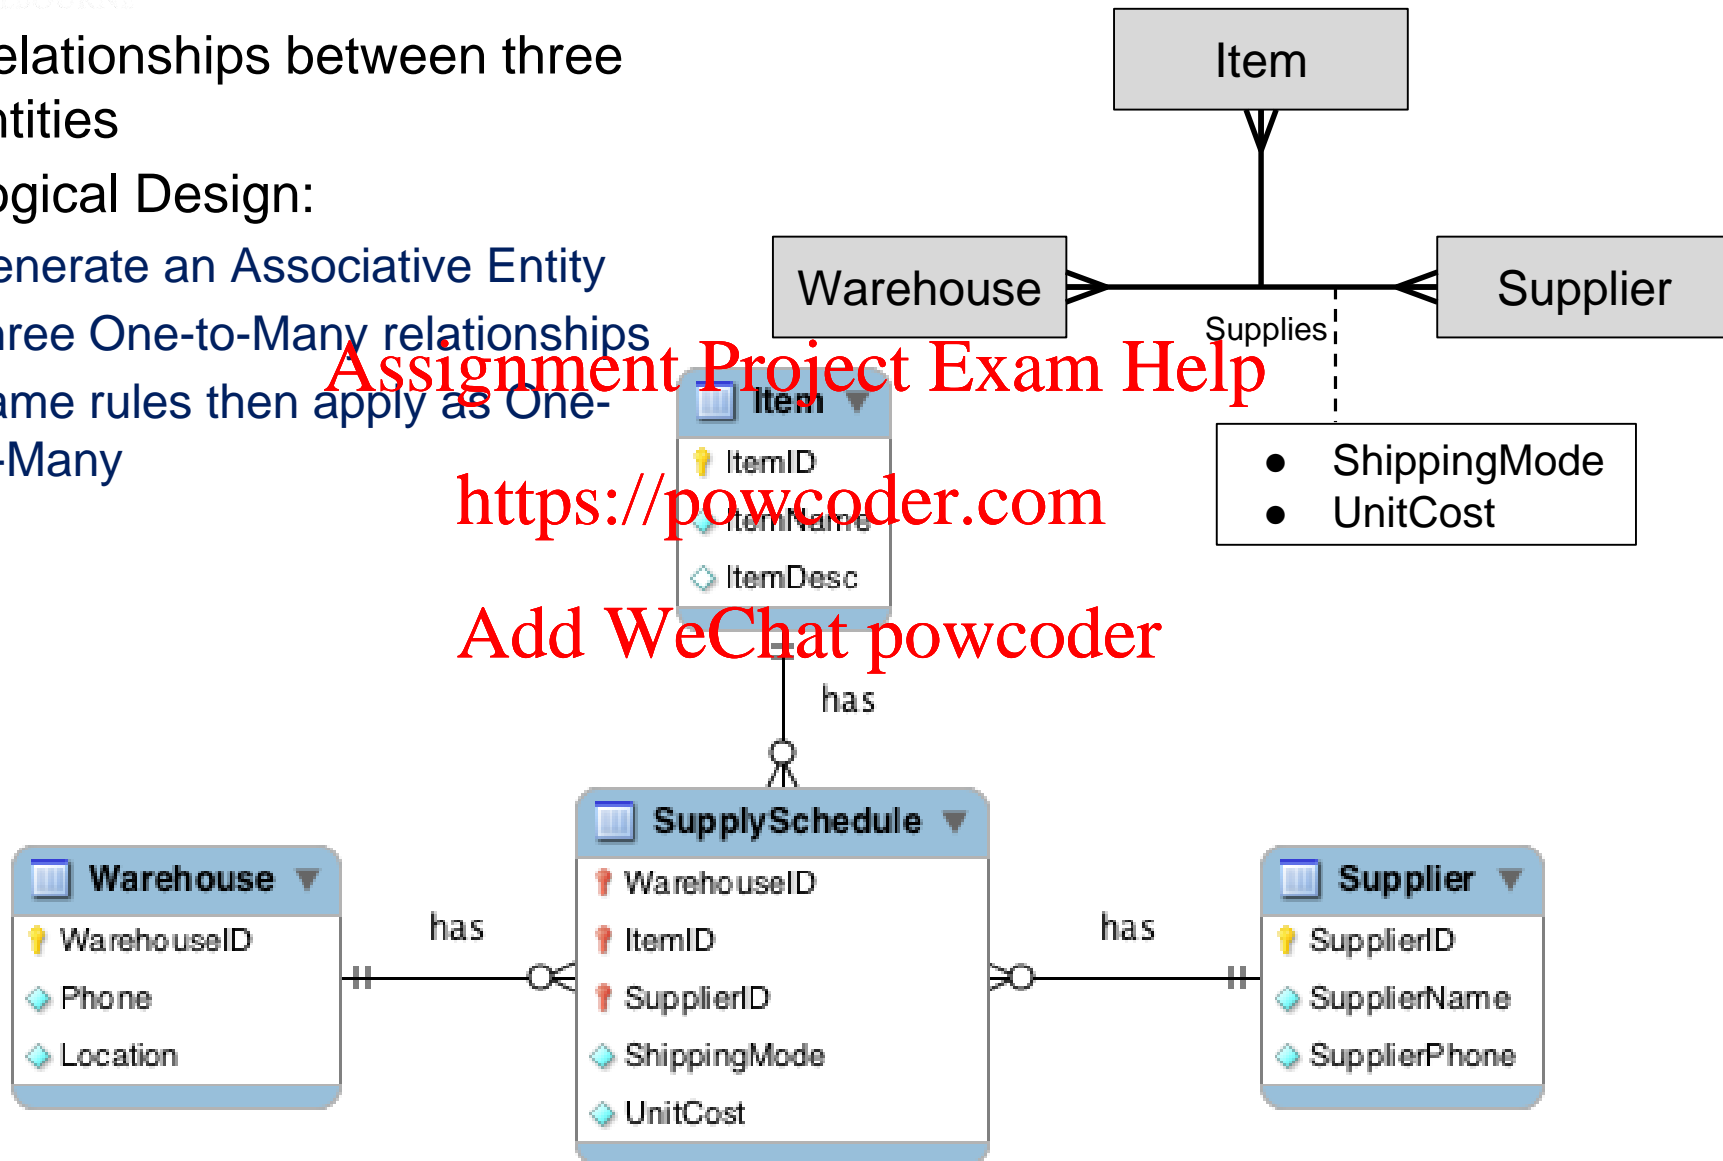 elationships between three
ntities
ogical Design:
enerate an Associative Entity
hree One-to-Many relationships
ame rules then apply as One-
-Many
Item
Warehouse
Supplier
Supplies
● ShippingMode
● UnitCost
Assignment Project Exam Help
https://powcoder.com
Add WeChat powcoder
Item
ItemID
ItemName
ItemDesc
has
SupplySchedule
WarehouseID
ItemID
SupplierID
ShippingMode
UnitCost
Warehouse
WarehouseID
Phone
Location
has
has
Supplier
SupplierID
SupplierName
SupplierPhone